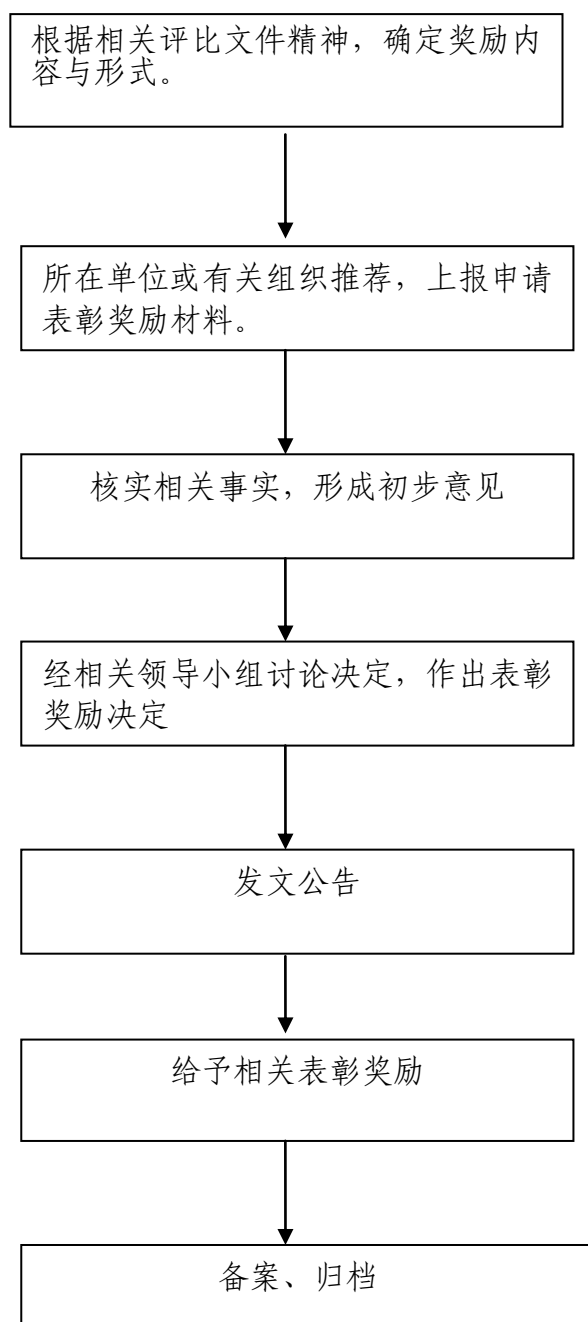 根据相关评比文件精神，确定奖励内
容与形式。
所在单位或有关组织推荐，上报申请
表彰奖励材料。
核实相关事实，形成初步意见
经相关领导小组讨论决定，作出表彰
奖励决定
发文公告
给予相关表彰奖励
备案、归档